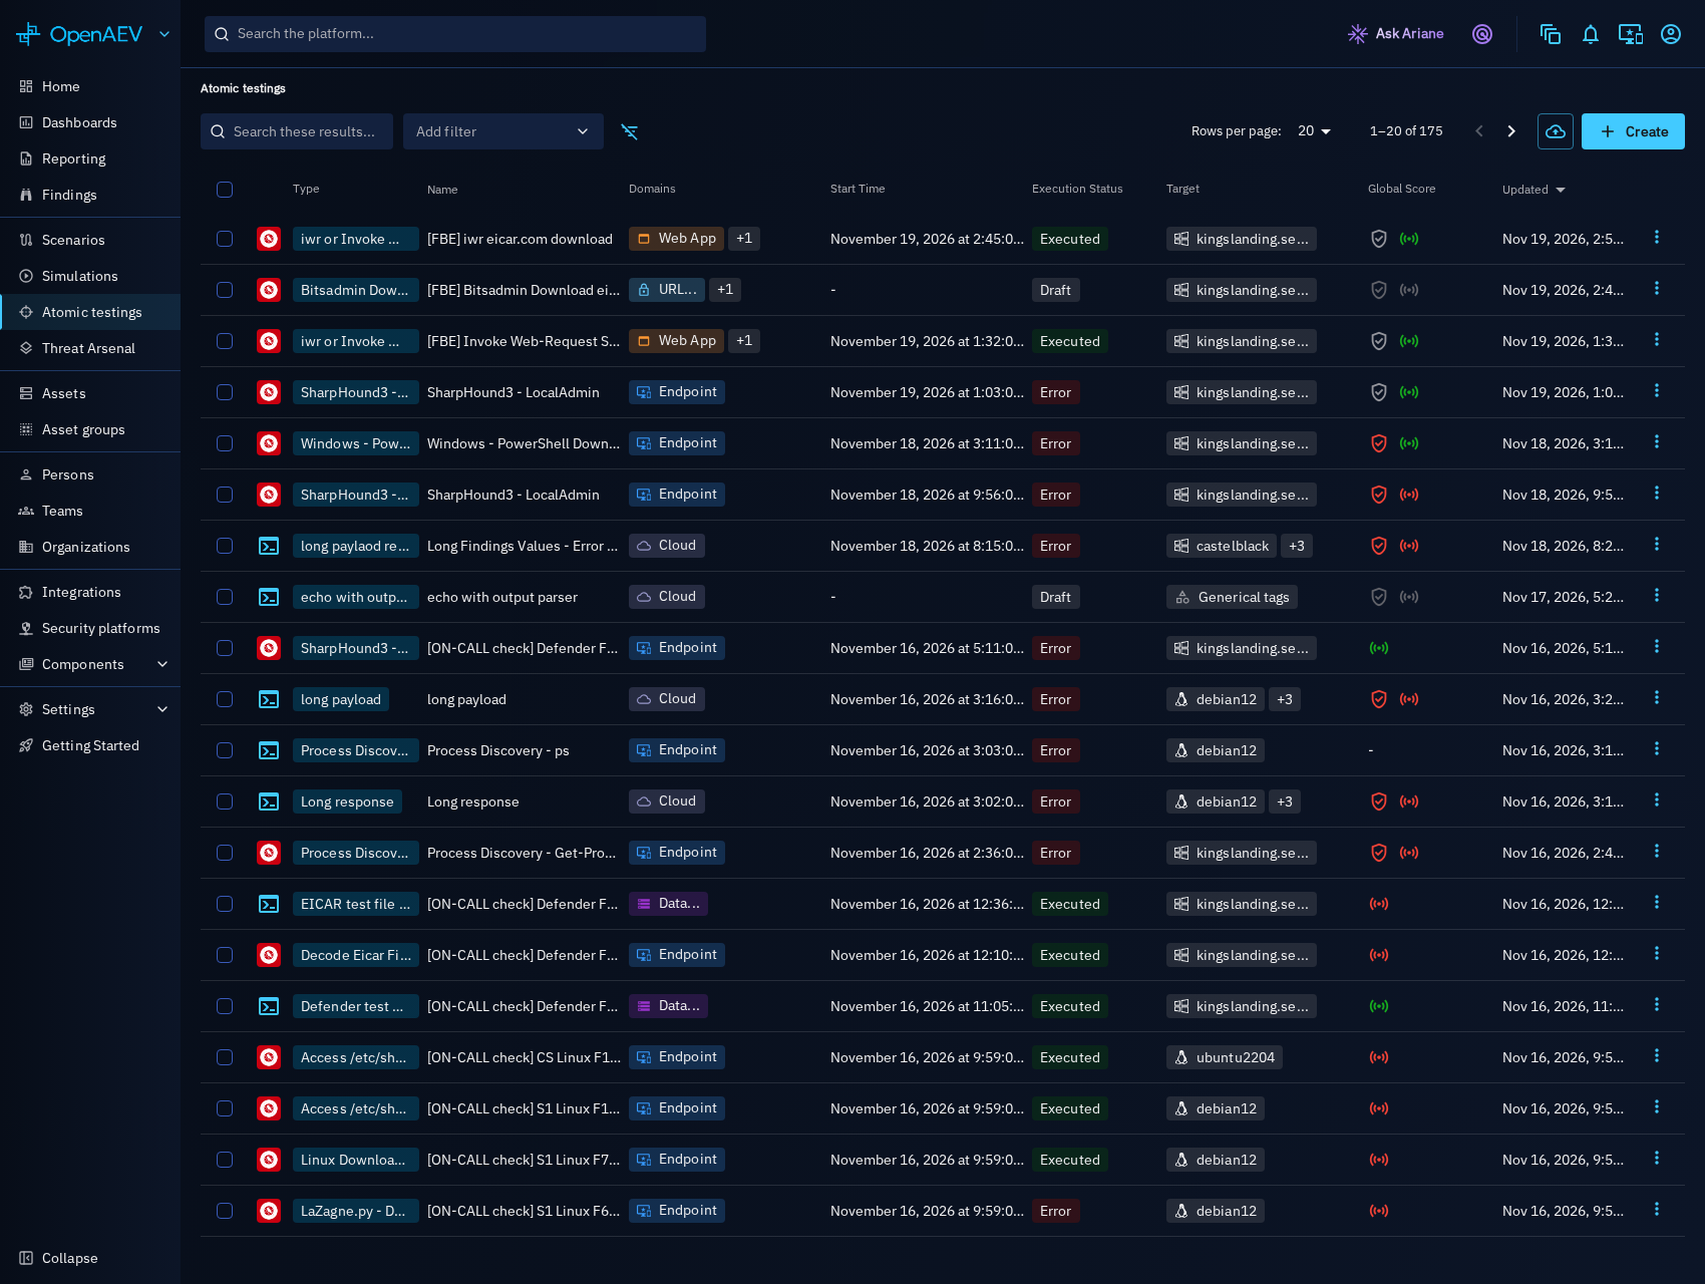 OpenAEV
Search the platform...
Ask Ariane
Home
Dashboards
Reporting
Findings
Scenarios
Simulations
Atomic testings
Threat Arsenal
Assets
Asset groups
Persons
Teams
Organizations
Integrations
Security platforms
Components
Settings
Getting Started
Collapse
Atomic testings
Search these results...
Add filter
Rows per page: 20 1–20 of 175
Create
Type Name Domains Start Time Execution Status Target Global Score Updated
iwr or Invoke ... [FBE] iwr eicar.com download Web App +1 November 19, 2026 at 2:45:0... Executed kingslanding.se... Nov 19, 2026, 2:5...
Bitsadmin Dow... [FBE] Bitsadmin Download ei... URL... +1 - Draft kingslanding.se... Nov 19, 2026, 2:4...
iwr or Invoke ... [FBE] Invoke Web-Request S... Web App +1 November 19, 2026 at 1:32:0... Executed kingslanding.se... Nov 19, 2026, 1:3...
SharpHound3 -... SharpHound3 - LocalAdmin Endpoint November 19, 2026 at 1:03:0... Error kingslanding.se... Nov 19, 2026, 1:0...
Windows - Pow... Windows - PowerShell Down... Endpoint November 18, 2026 at 3:11:0... Error kingslanding.se... Nov 18, 2026, 3:1...
SharpHound3 -... SharpHound3 - LocalAdmin Endpoint November 18, 2026 at 9:56:0... Error kingslanding.se... Nov 18, 2026, 9:5...
long paylaod re... Long Findings Values - Error ... Cloud November 18, 2026 at 8:15:0... Error castelblack +3 Nov 18, 2026, 8:2...
echo with outp... echo with output parser Cloud - Draft Generical tags Nov 17, 2026, 5:2...
SharpHound3 -... [ON-CALL check] Defender F... Endpoint November 16, 2026 at 5:11:0... Error kingslanding.se... Nov 16, 2026, 5:1...
long payload long payload Cloud November 16, 2026 at 3:16:0... Error debian12 +3 Nov 16, 2026, 3:2...
Process Discov... Process Discovery - ps Endpoint November 16, 2026 at 3:03:0... Error debian12 - Nov 16, 2026, 3:1...
Long response Long response Cloud November 16, 2026 at 3:02:0... Error debian12 +3 Nov 16, 2026, 3:1...
Process Discov... Process Discovery - Get-Pro... Endpoint November 16, 2026 at 2:36:0... Error kingslanding.se... Nov 16, 2026, 2:4...
EICAR test file ... [ON-CALL check] Defender F... Data... November 16, 2026 at 12:36:... Executed kingslanding.se... Nov 16, 2026, 12:...
Decode Eicar Fi... [ON-CALL check] Defender F... Endpoint November 16, 2026 at 12:10:... Executed kingslanding.se... Nov 16, 2026, 12:...
Defender test ... [ON-CALL check] Defender F... Data... November 16, 2026 at 11:05:... Executed kingslanding.se... Nov 16, 2026, 11:...
Access /etc/sh... [ON-CALL check] CS Linux F1... Endpoint November 16, 2026 at 9:59:0... Executed ubuntu2204 Nov 16, 2026, 9:5...
Access /etc/sh... [ON-CALL check] S1 Linux F1... Endpoint November 16, 2026 at 9:59:0... Executed debian12 Nov 16, 2026, 9:5...
Linux Downloa... [ON-CALL check] S1 Linux F7... Endpoint November 16, 2026 at 9:59:0... Executed debian12 Nov 16, 2026, 9:5...
LaZagne.py - D... [ON-CALL check] S1 Linux F6... Endpoint November 16, 2026 at 9:59:0... Error debian12 Nov 16, 2026, 9:5...